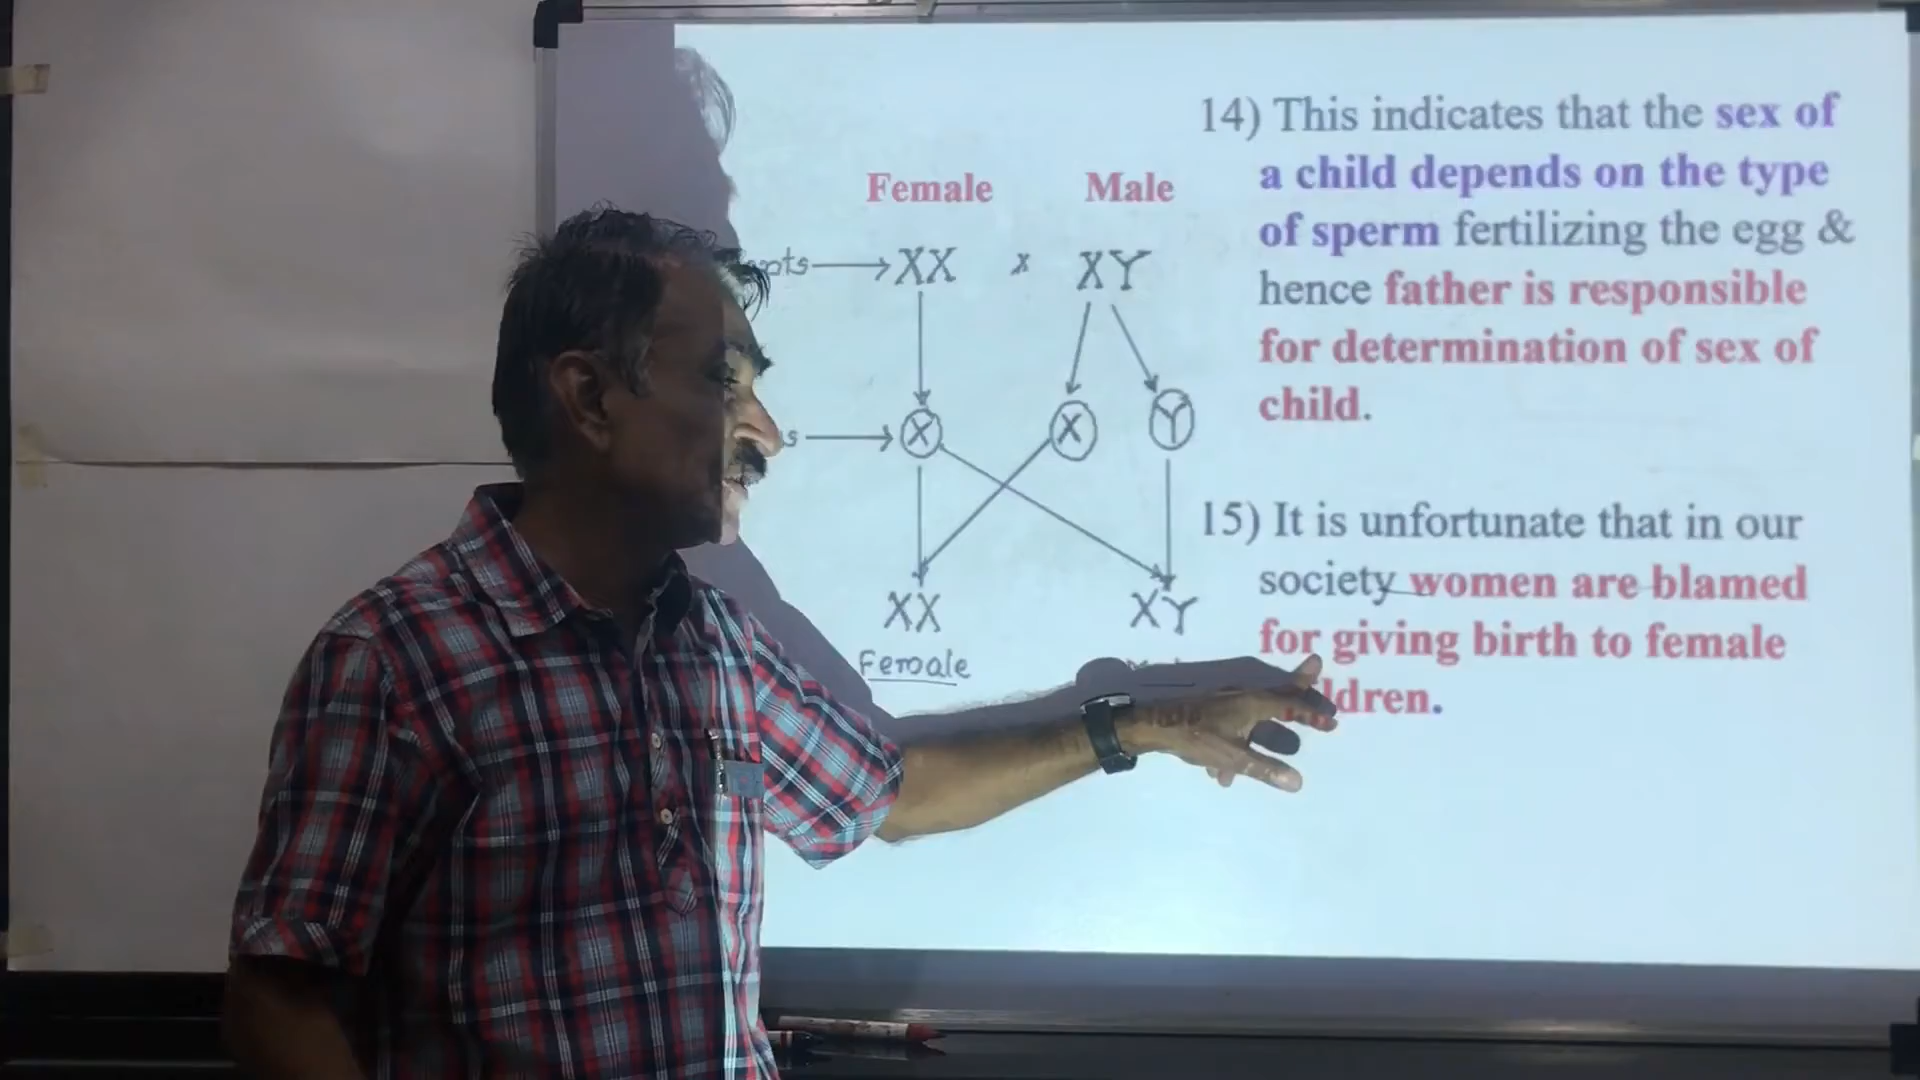 Female Male
XX x XY
X X Y
XX XY
Female
14) This indicates that the sex of
a child depends on the type
of sperm fertilizing the egg &
hence father is responsible
for determination of sex of
child.
15) It is unfortunate that in our
society women are blamed
for giving birth to female